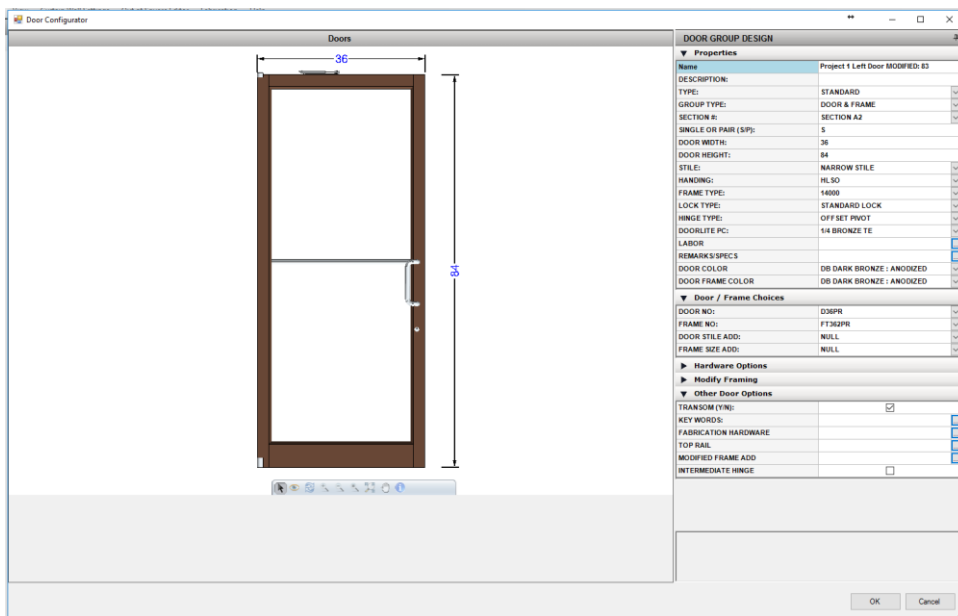 Door Configurator
Doors
36
84
DOOR GROUP DESIGN
Properties
Name Project 1 Left Door MODIFIED: 83
DESCRIPTION:
TYPE: STANDARD
GROUP TYPE: DOOR & FRAME
SECTION #: SECTION A2
SINGLE OR PAIR (S/P): S
DOOR WIDTH: 36
DOOR HEIGHT: 84
STILE: NARROW STILE
HANDING: HLSO
FRAME TYPE: 14000
LOCK TYPE: STANDARD LOCK
HINGE TYPE: OFFSET PIVOT
DOORLITE PC: 1/4 BRONZE TE
LABOR
REMARKS/SPECS
DOOR COLOR DB DARK BRONZE : ANODIZED
DOOR FRAME COLOR DB DARK BRONZE : ANODIZED
Door / Frame Choices
DOOR NO: D36PR
FRAME NO: FT362PR
DOOR STILE ADD: NULL
FRAME SIZE ADD: NULL
Hardware Options
Modify Framing
Other Door Options
TRANSOM (Y/N):
KEY WORDS:
FABRICATION HARDWARE
TOP RAIL
MODIFIED FRAME ADD
INTERMEDIATE HINGE
OK Cancel